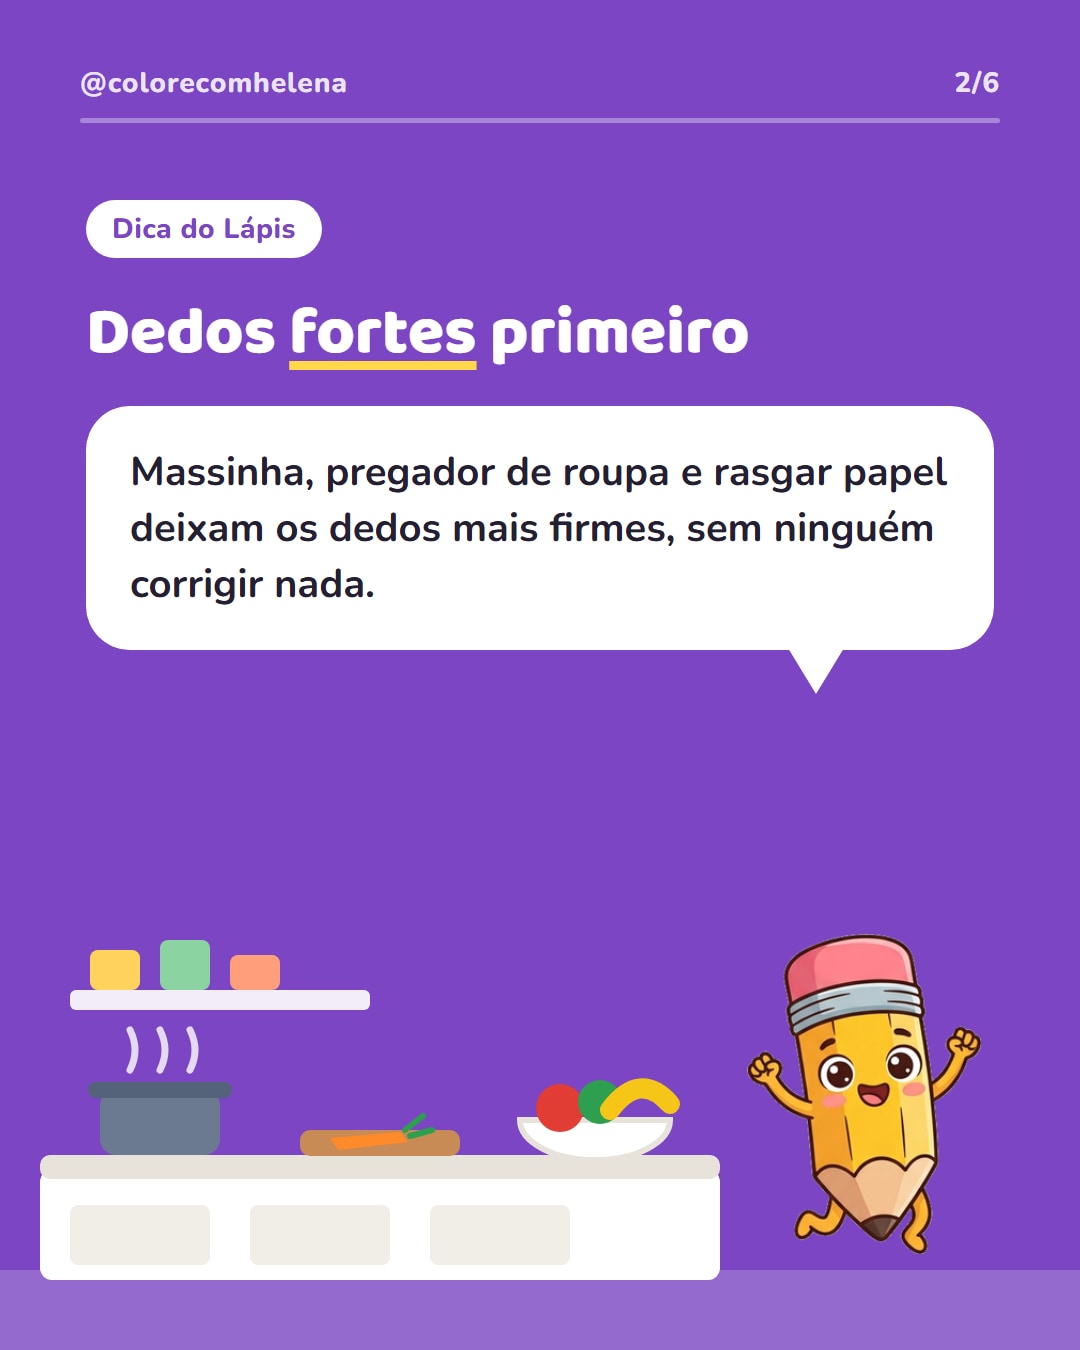 @colorecomhelena
2/6
Dica do Lápis
Dedos fortes primeiro
Massinha, pregador de roupa e rasgar papel
deixam os dedos mais firmes, sem ninguém
corrigir nada.